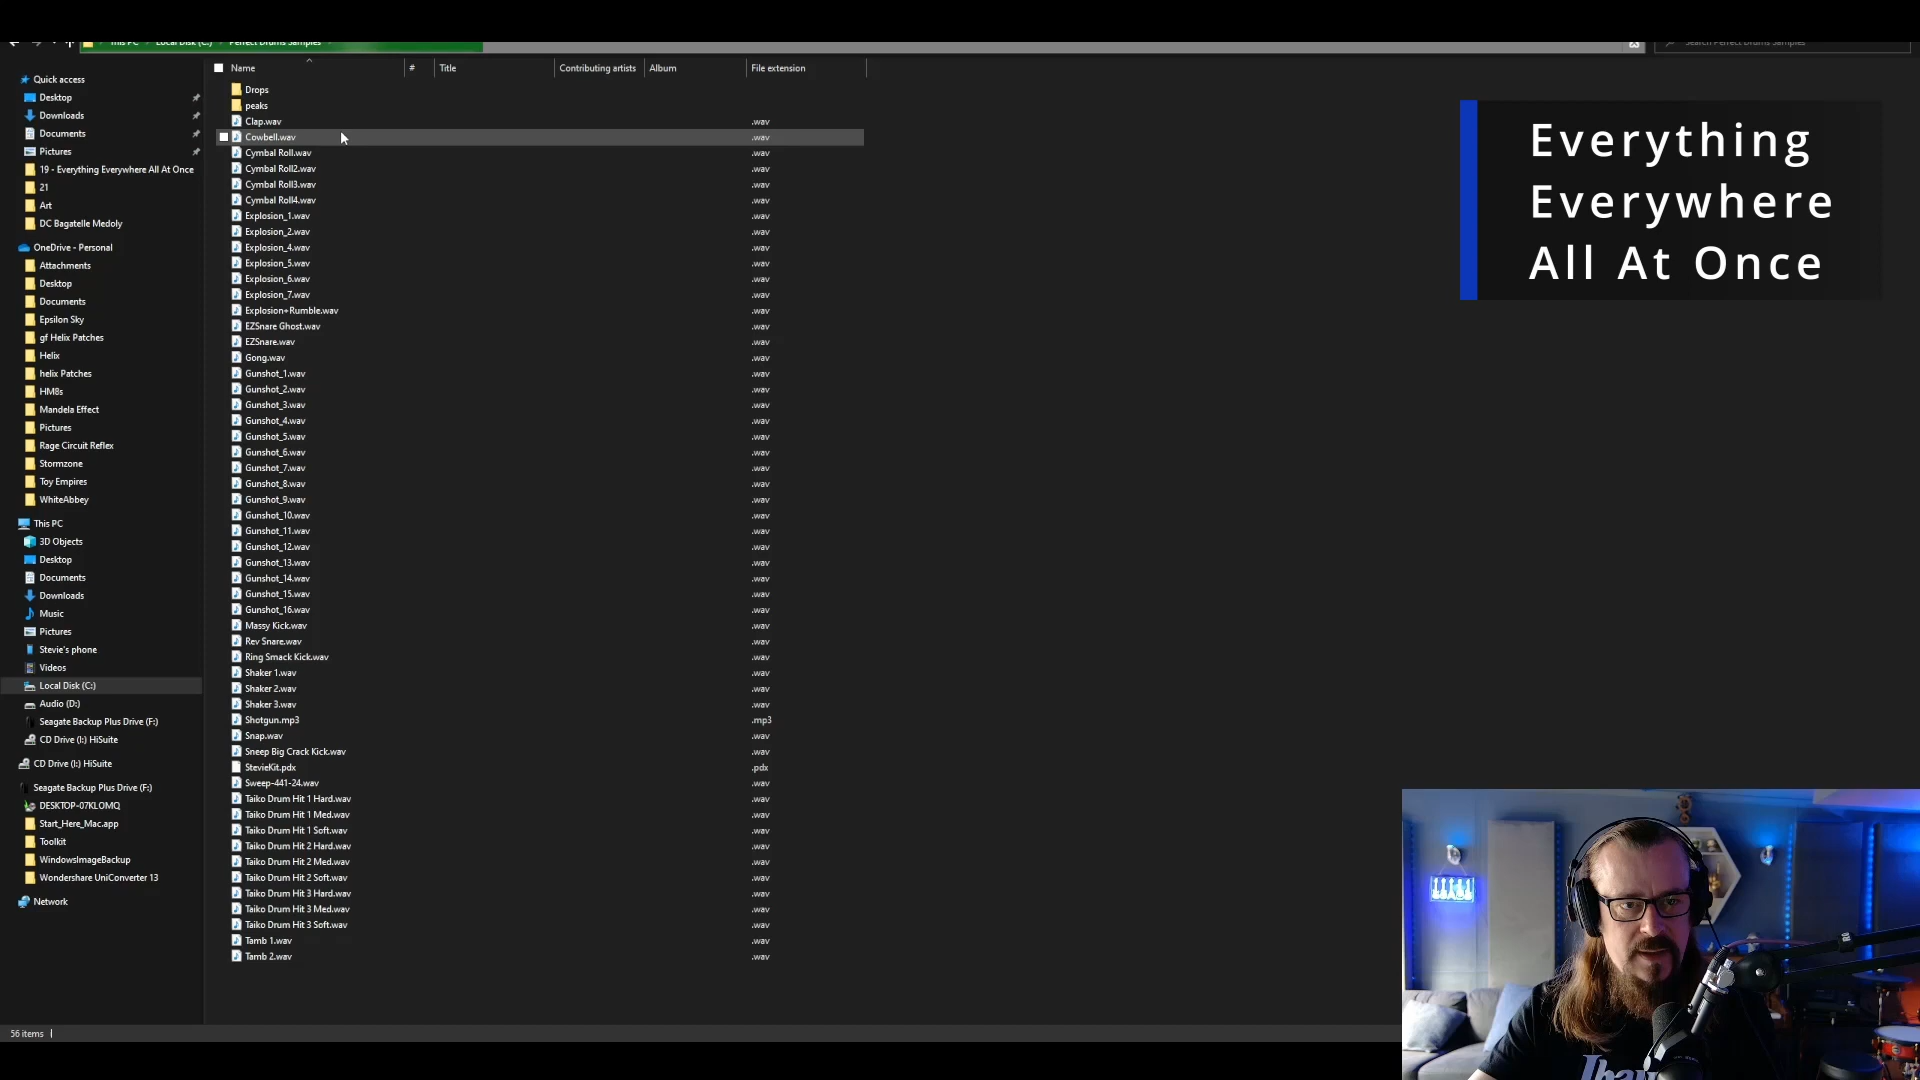 This PC Local Disk (C:) Perfect Drums Samples
Search Perfect Drums Samples
Name # Title Contributing artists Album File extension
Quick access
Desktop
Downloads
Documents
Pictures
19 - Everything Everywhere All At Once
21
Art
DC Bagatelle Medoly
OneDrive - Personal
Attachments
Desktop
Documents
Epsilon Sky
gf Helix Patches
Helix
helix Patches
HM8s
Mandela Effect
Pictures
Rage Circuit Reflex
Stormzone
Toy Empires
WhiteAbbey
This PC
3D Objects
Desktop
Documents
Downloads
Music
Pictures
Stevie's phone
Videos
Local Disk (C:)
Audio (D:)
Seagate Backup Plus Drive (F:)
CD Drive (I:) HiSuite
CD Drive (I:) HiSuite
Seagate Backup Plus Drive (F:)
DESKTOP-07KLOMQ
Start_Here_Mac.app
Toolkit
WindowsImageBackup
Wondershare UniConverter 13
Network
Drops
peaks
Clap.wav .wav
Cowbell.wav .wav
Cymbal Roll.wav .wav
Cymbal Roll2.wav .wav
Cymbal Roll3.wav .wav
Cymbal Roll4.wav .wav
Explosion_1.wav .wav
Explosion_2.wav .wav
Explosion_4.wav .wav
Explosion_5.wav .wav
Explosion_6.wav .wav
Explosion_7.wav .wav
Explosion+Rumble.wav .wav
EZSnare Ghost.wav .wav
EZSnare.wav .wav
Gong.wav .wav
Gunshot_1.wav .wav
Gunshot_2.wav .wav
Gunshot_3.wav .wav
Gunshot_4.wav .wav
Gunshot_5.wav .wav
Gunshot_6.wav .wav
Gunshot_7.wav .wav
Gunshot_8.wav .wav
Gunshot_9.wav .wav
Gunshot_10.wav .wav
Gunshot_11.wav .wav
Gunshot_12.wav .wav
Gunshot_13.wav .wav
Gunshot_14.wav .wav
Gunshot_15.wav .wav
Gunshot_16.wav .wav
Massy Kick.wav .wav
Rev Snare.wav .wav
Ring Smack Kick.wav .wav
Shaker 1.wav .wav
Shaker 2.wav .wav
Shaker 3.wav .wav
Shotgun.mp3 .mp3
Snap.wav .wav
Sneep Big Crack Kick.wav .wav
StevieKit.pdx .pdx
Sweep-441-24.wav .wav
Taiko Drum Hit 1 Hard.wav .wav
Taiko Drum Hit 1 Med.wav .wav
Taiko Drum Hit 1 Soft.wav .wav
Taiko Drum Hit 2 Hard.wav .wav
Taiko Drum Hit 2 Med.wav .wav
Taiko Drum Hit 2 Soft.wav .wav
Taiko Drum Hit 3 Hard.wav .wav
Taiko Drum Hit 3 Med.wav .wav
Taiko Drum Hit 3 Soft.wav .wav
Tamb 1.wav .wav
Tamb 2.wav .wav
56 items
Everything
Everywhere
All At Once